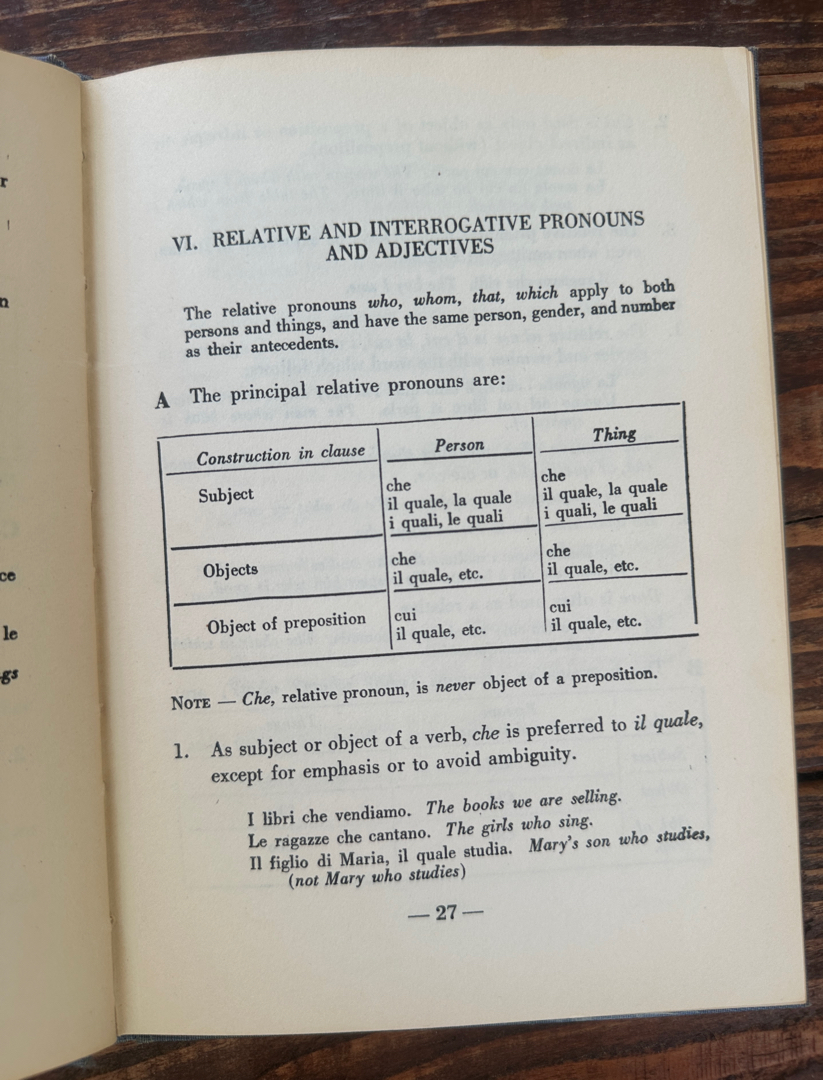 r
n
ce
le
gs
VI. RELATIVE AND INTERROGATIVE PRONOUNS
AND ADJECTIVES
The relative pronouns who, whom, that, which apply to both
persons and things, and have the same person, gender, and number
as their antecedents.
A The principal relative pronouns are:
Construction in clause Person Thing
Subject
che
il quale, la quale
i quali, le quali
che
il quale, la quale
i quali, le quali
Objects
che
il quale, etc.
che
il quale, etc.
Object of preposition
cui
il quale, etc.
cui
il quale, etc.
NOTE — Che, relative pronoun, is never object of a preposition.
1. As subject or object of a verb, che is preferred to il quale,
except for emphasis or to avoid ambiguity.
I libri che vendiamo. The books we are selling.
Le ragazze che cantano. The girls who sing.
Il figlio di Maria, il quale studia. Mary's son who studies,
(not Mary who studies)
— 27 —